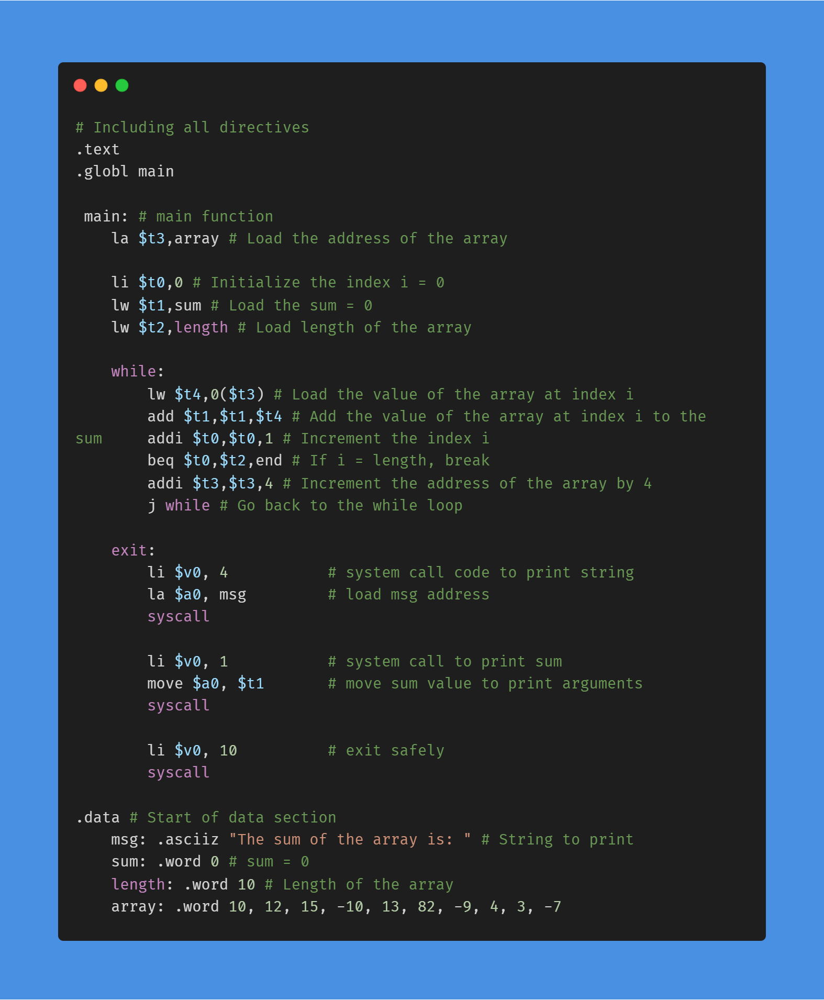 # Including all directives
.text
.globl main
main: # main function
la $t3,array # Load the address of the array
li $t0,0 # Initialize the index i = 0
lw $t1,sum # Load the sum = 0
lw $t2,length # Load length of the array
while:
lw $t4,0($t3) # Load the value of the array at index i
add $t1,$t1,$t4 # Add the value of the array at index i to the
sum     addi $t0,$t0,1 # Increment the index i
beq $t0,$t2,end # If i = length, break
addi $t3,$t3,4 # Increment the address of the array by 4
j while # Go back to the while loop
exit:
li $v0, 4           # system call code to print string
la $a0, msg         # load msg address
syscall
li $v0, 1           # system call to print sum
move $a0, $t1       # move sum value to print arguments
syscall
li $v0, 10          # exit safely
syscall
.data # Start of data section
msg: .asciiz "The sum of the array is: " # String to print
sum: .word 0 # sum = 0
length: .word 10 # Length of the array
array: .word 10, 12, 15, -10, 13, 82, -9, 4, 3, -7